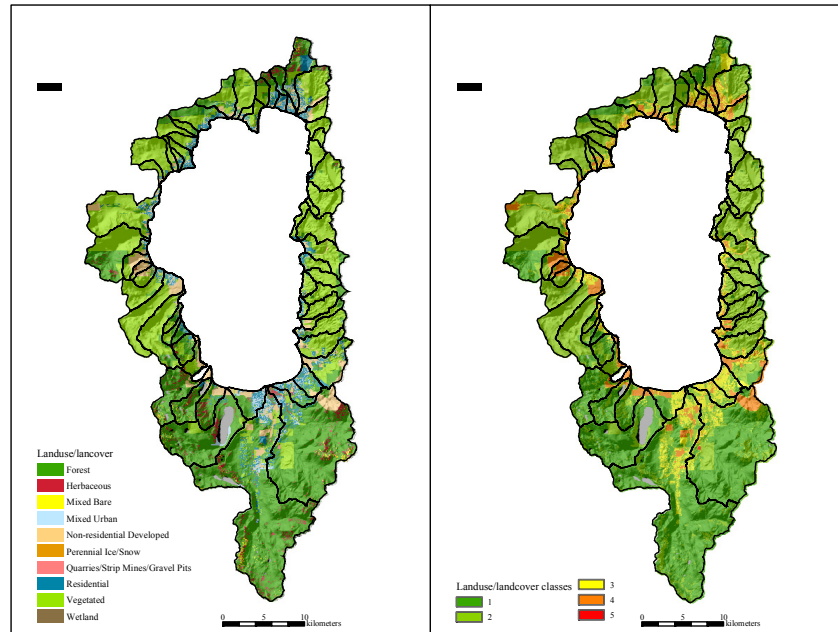 Landuse/lancover
Forest
Herbaceous
Mixed Bare
Mixed Urban
Non-residential Developed
Perennial Ice/Snow
Quarries/Strip Mines/Gravel Pits
Residential
Vegetated
Wetland
0 5 10
kilometers
Landuse/landcover classes
1
2
3
4
5
0 5 10
kilometers